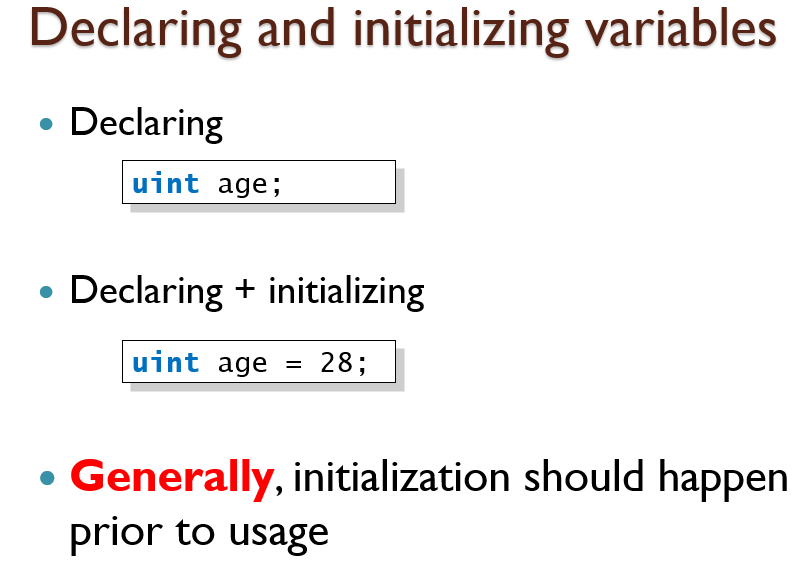 Declaring and initializing variables
• Declaring
uint age;
• Declaring + initializing
uint age = 28;
• Generally, initialization should happen
prior to usage